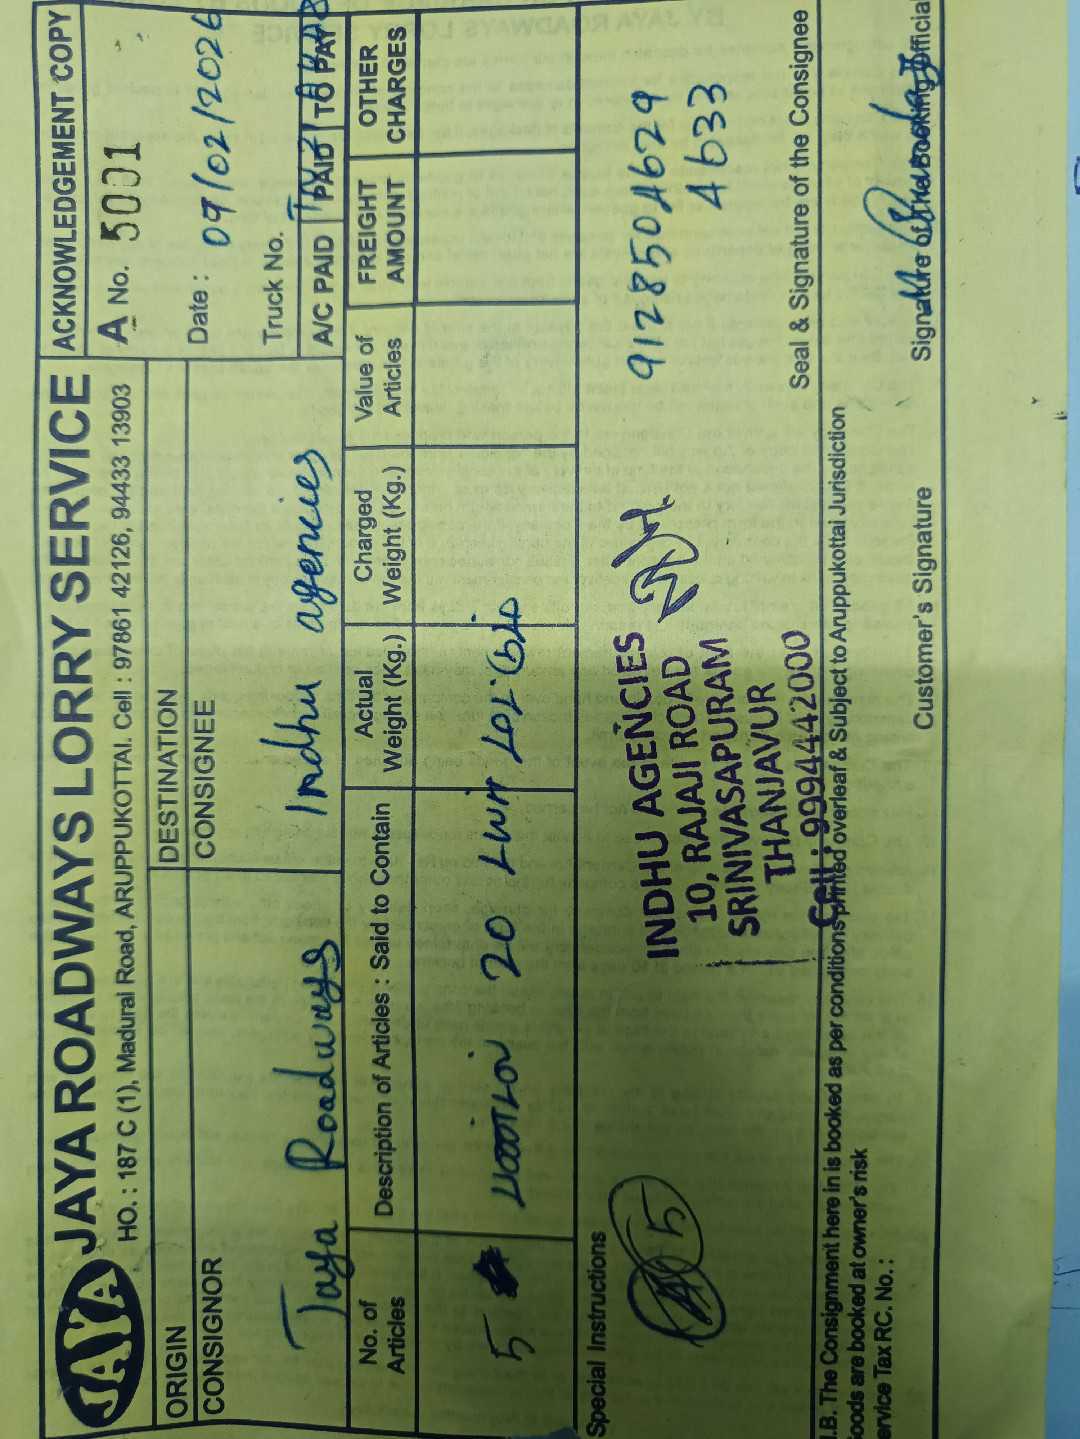 JAYA
JAYA ROADWAYS LORRY SERVICE
HO. : 187 C (1), Madurai Road, ARUPPUKOTTAI. Cell : 97861 42126, 94433 13903
ACKNOWLEDGEMENT COPY
A No. 5001
ORIGIN
DESTINATION
Date : 09/02/2026
CONSIGNOR
CONSIGNEE
Truck No.
Jaya Roadways
Indhu agencies
A/C PAID PAID TO PAY
No. of Articles
Description of Articles : Said to Contain
Actual Weight (Kg.)
Charged Weight (Kg.)
Value of Articles
FREIGHT AMOUNT
OTHER CHARGES
5
20
Special Instructions
5
INDHU AGENCIES
10, RAJAJI ROAD
SRINIVASAPURAM
THANJAVUR
Cell : 9994442000
9128504629
4633
Seal & Signature of the Consignee
I.B. The Consignment here in is booked as per conditions printed overleaf & Subject to Aruppukottai Jurisdiction
oods are booked at owner's risk
ervice Tax RC. No. :
Customer's Signature
Signature of The Booking Official